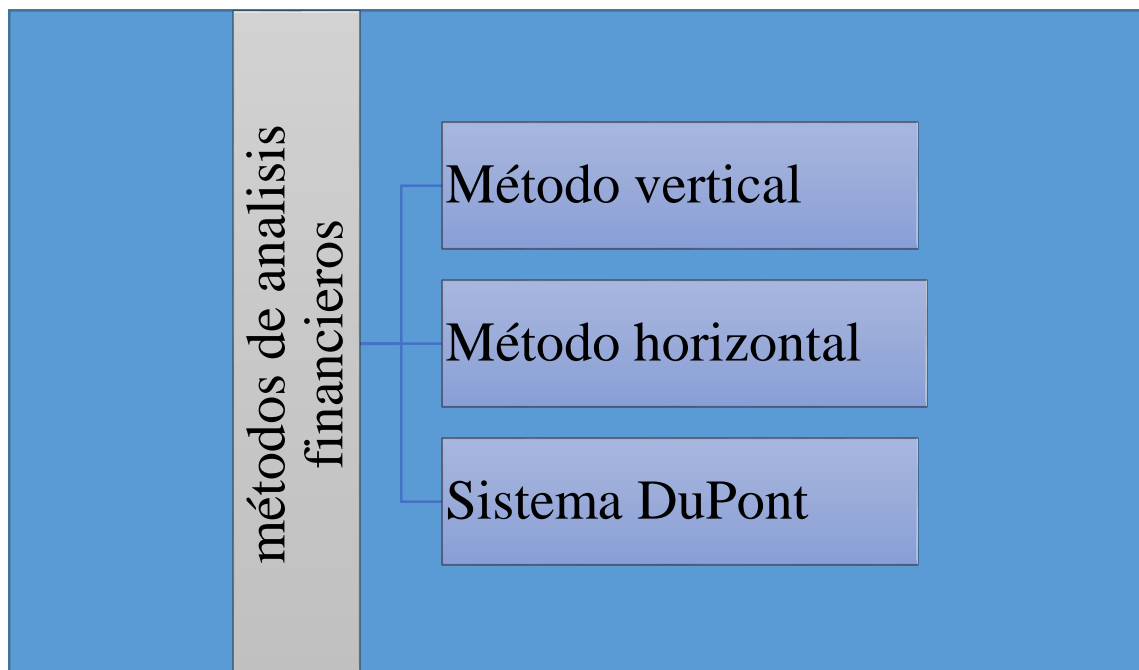 métodos de analisis
financieros
Método vertical
Método horizontal
Sistema DuPont